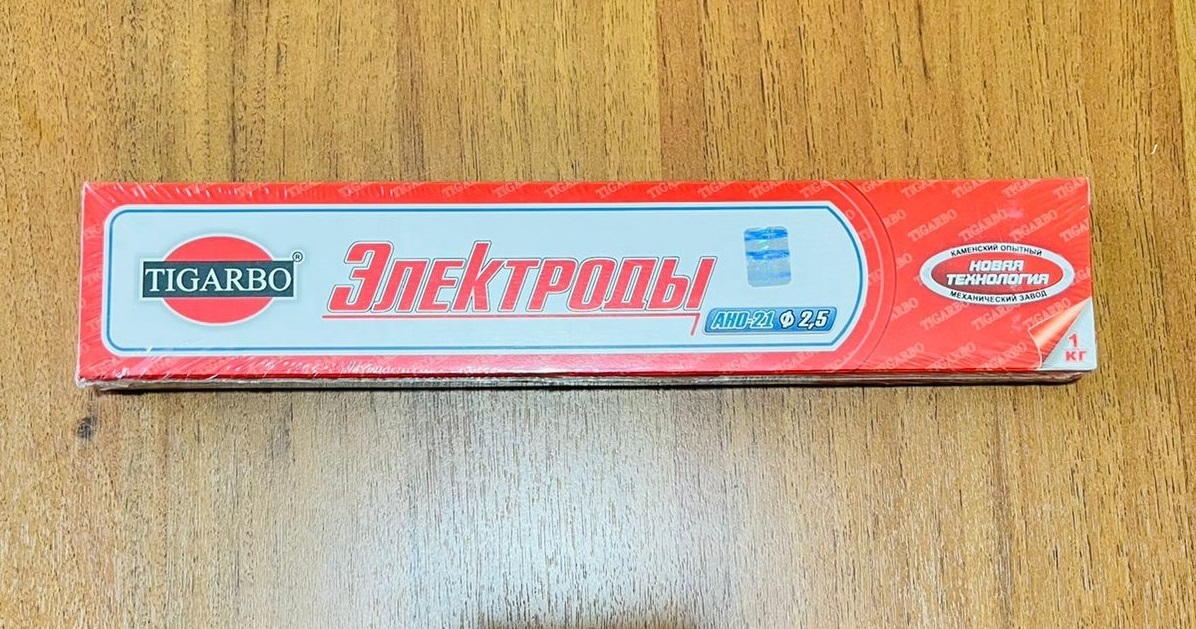 TIGARBO®
Электроды
АНО-21 Ф 2,5
КАМЕНСКИЙ ОПЫТНЫЙ
НОВАЯ
ТЕХНОЛОГИЯ
МЕХАНИЧЕСКИЙ ЗАВОД
1
КГ